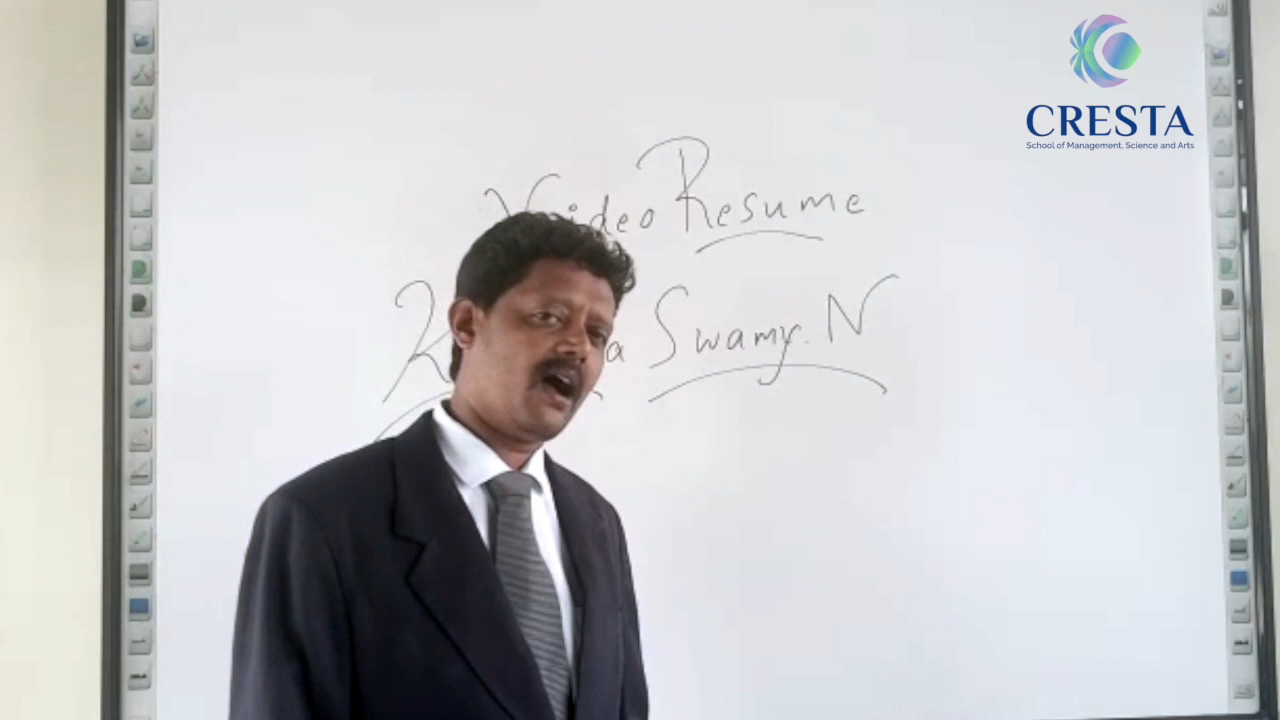 CRESTA
School of Management, Science and Arts
Video Resume
Swamy. N